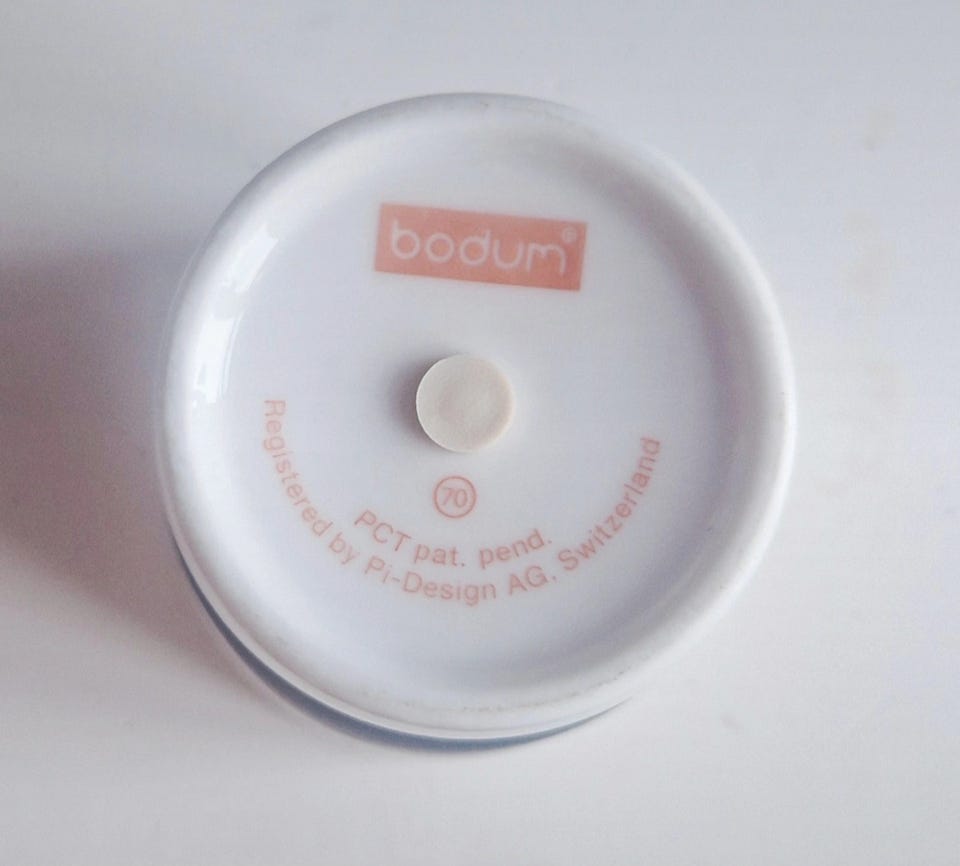 bodum®
70
PCT pat. pend.
Registered by Pi-Design AG, Switzerland